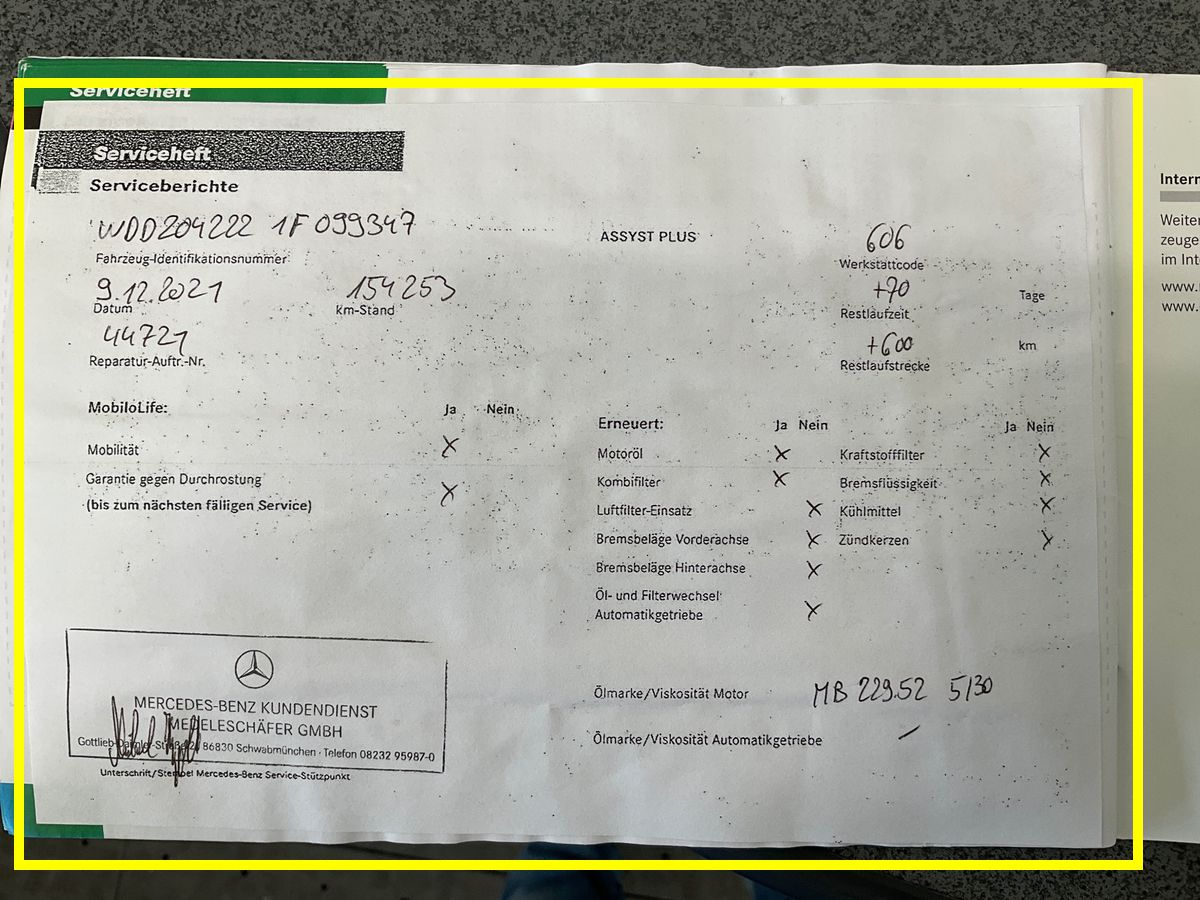 Serviceheft
Serviceheft
Serviceberichte
WDD204222 1F099347
Fahrzeug-Identifikationsnummer
9.12.2021 154253
Datum km-Stand
44721
Reparatur-Auftr.-Nr.
ASSYST PLUS
606
Werkstattcode
+70 Tage
Restlaufzeit
+600 km
Restlaufstrecke
MobiloLife: Ja Nein
Mobilität X
Garantie gegen Durchrostung
(bis zum nächsten fälligen Service) X
Erneuert: Ja Nein Ja Nein
Motoröl X Kraftstofffilter X
Kombifilter X Bremsflüssigkeit X
Luftfilter-Einsatz X Kühlmittel X
Bremsbeläge Vorderachse X Zündkerzen X
Bremsbeläge Hinterachse X
Öl- und Filterwechsel
Automatikgetriebe X
Ölmarke/Viskosität Motor MB 229.52 5/30
Ölmarke/Viskosität Automatikgetriebe –
MERCEDES-BENZ KUNDENDIENST
GMBH
86830 Schwabmünchen · Telefon 08232 95987-0
Unterschrift/Stempel Mercedes-Benz Service-Stützpunkt
Weiter
zeuge
im Int
www.
www.